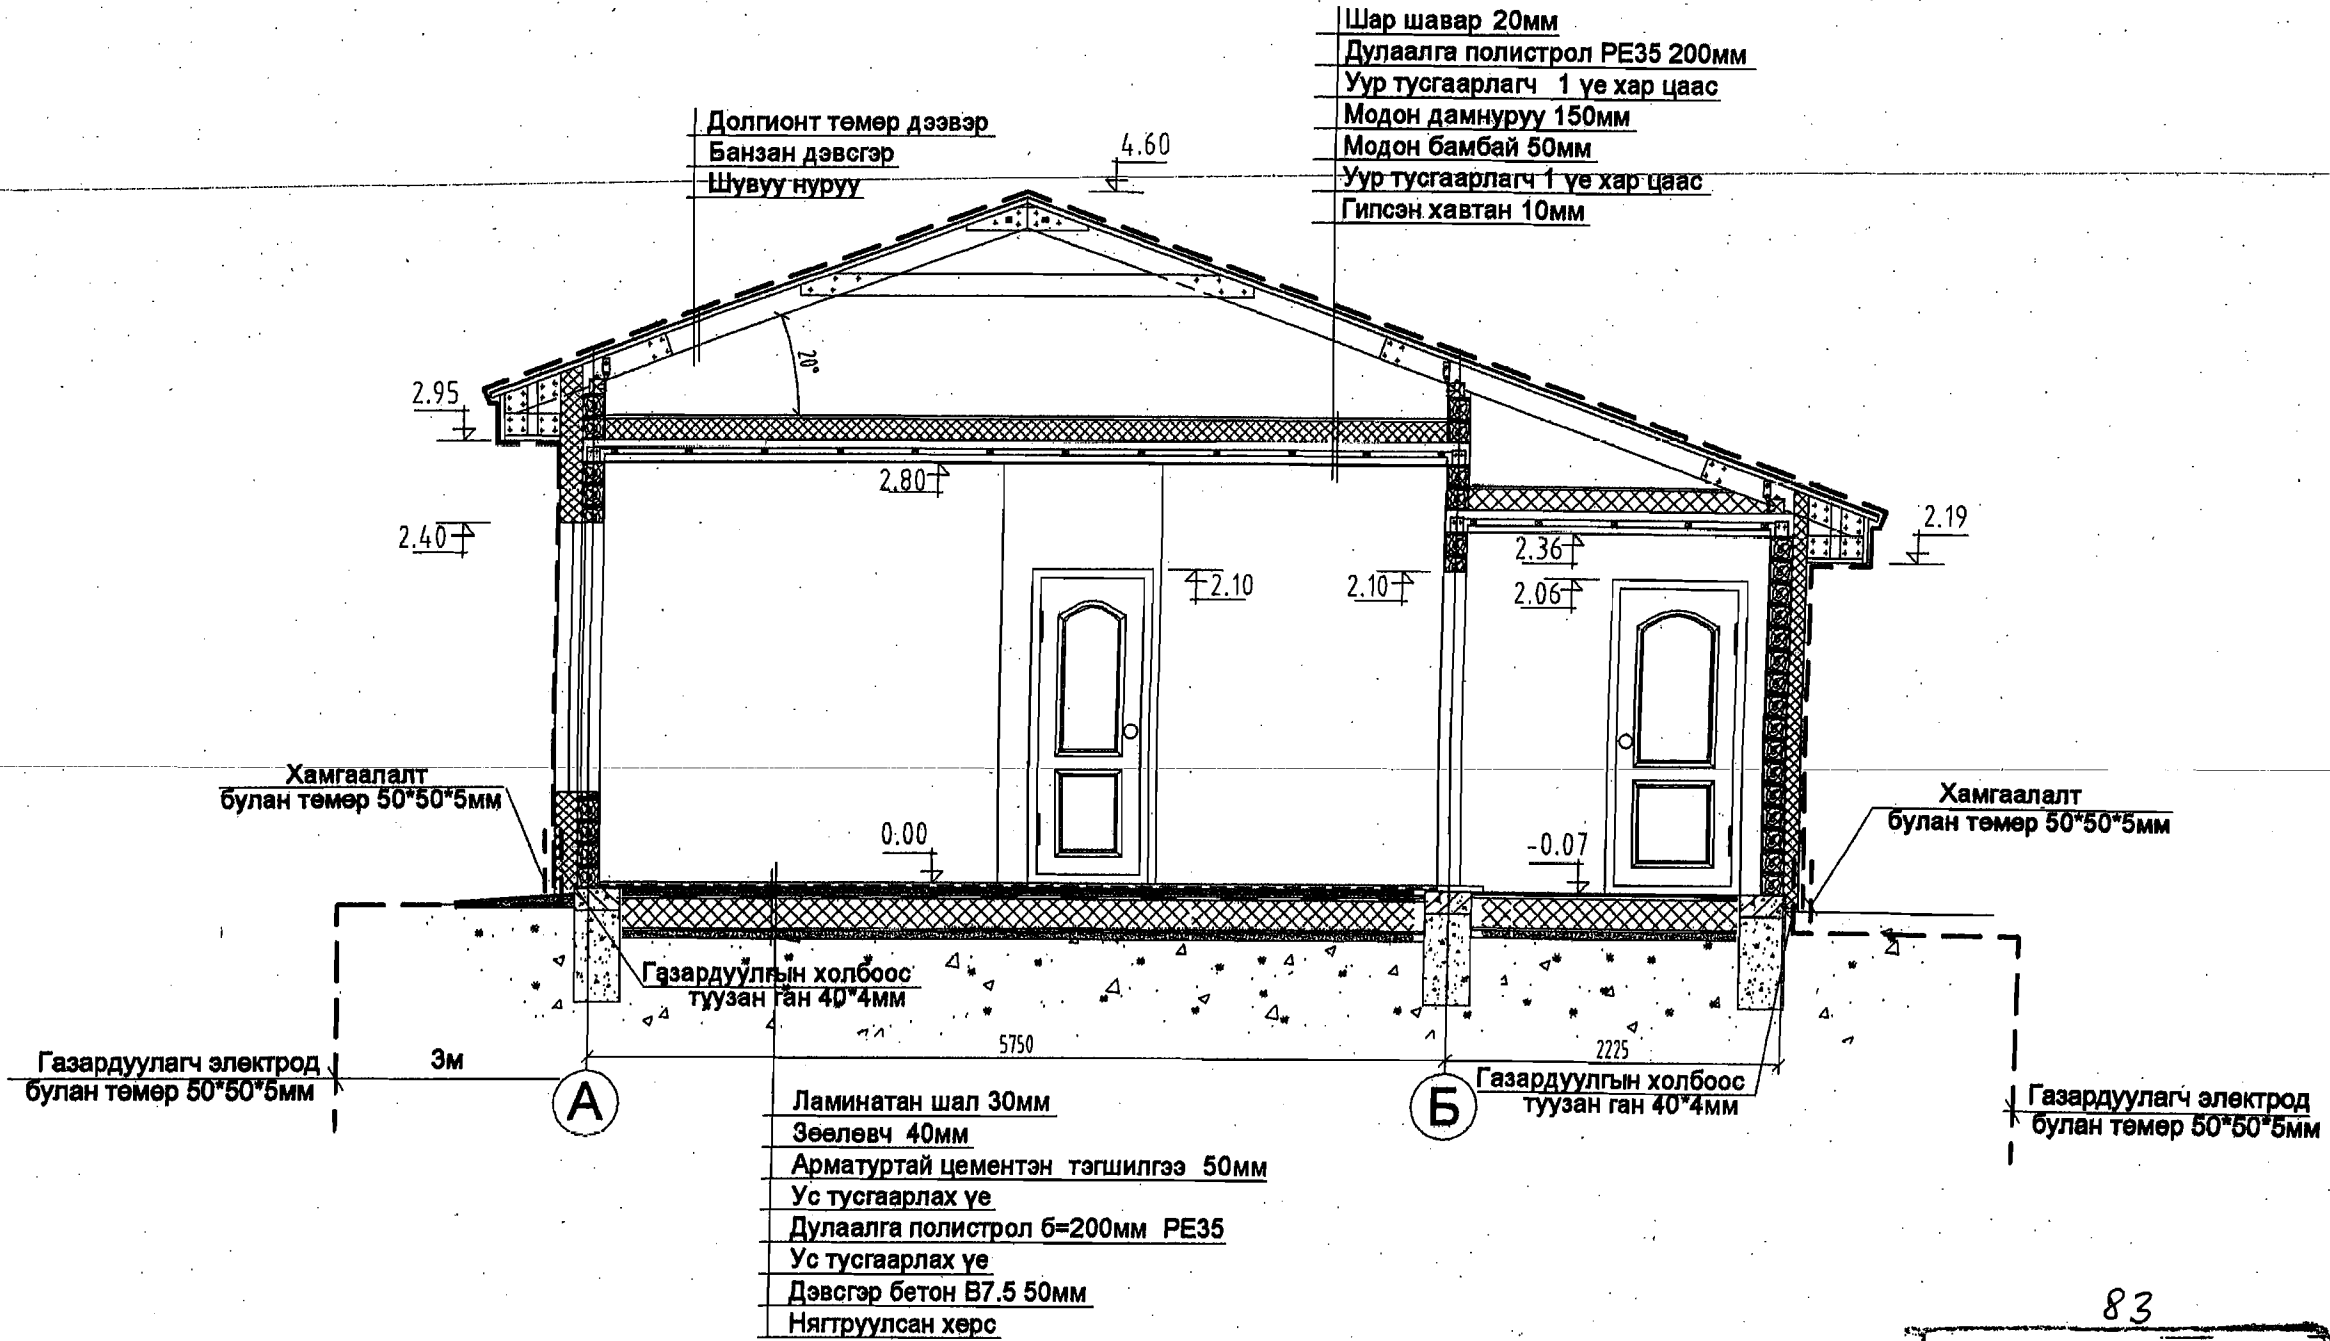 Шар шавар 20мм
Дулаалга полистрол PE35 200мм
Уур тусгаарлагч 1 үе хар цаас
Модон дамнуруу 150мм
Модон бамбай 50мм
Уур тусгаарлагч 1 үе хар цаас
Гипсэн хавтан 10мм
Долгионт төмөр дээвэр
Банзан дэвсгэр
Шувуу нуруу
4.60
20°
2.95
2.80
2.40
2.19
2.36
2.10
2.10
2.06
Хамгаалалт
булан төмөр 50*50*5мм
Хамгаалалт
булан төмөр 50*50*5мм
0.00
-0.07
Газардуулгын холбоос
туузан ган 40*4мм
5750
2225
Газардуулагч электрод
булан төмөр 50*50*5мм
3м
А
Б
Газардуулгын холбоос
туузан ган 40*4мм
Газардуулагч электрод
булан төмөр 50*50*5мм
Ламинатан шал 30мм
Зөөлөвч 40мм
Арматуртай цементэн тэгшилгээ 50мм
Ус тусгаарлах үе
Дулаалга полистрол б=200мм PE35
Ус тусгаарлах үе
Дэвсгэр бетон В7.5 50мм
Нягтруулсан хөрс
83